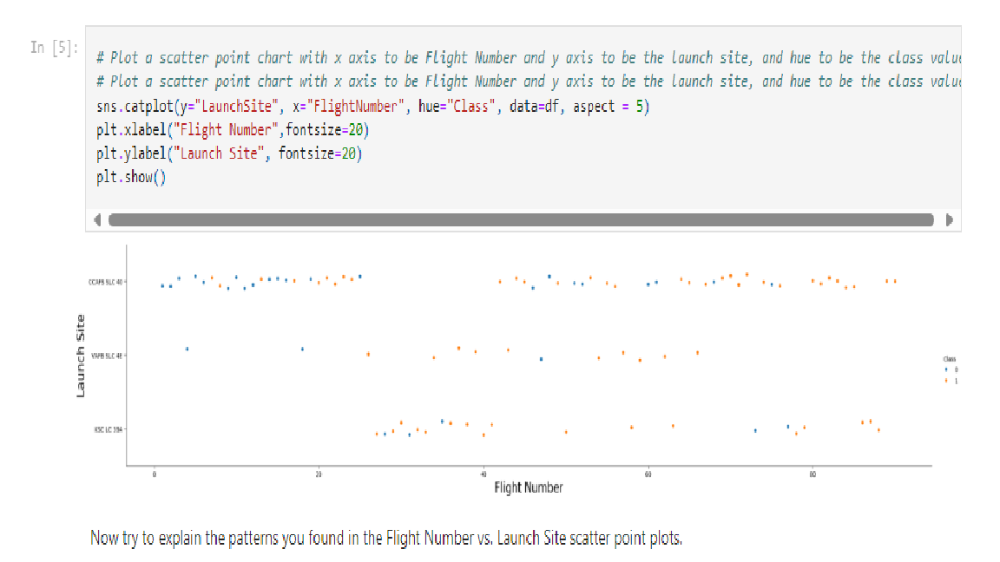 In [5]:
# Plot a scatter point chart with x axis to be Flight Number and y axis to be the launch site, and hue to be the class valu
# Plot a scatter point chart with x axis to be Flight Number and y axis to be the launch site, and hue to be the class valu
sns.catplot(y="LaunchSite", x="FlightNumber", hue="Class", data=df, aspect = 5)
plt.xlabel("Flight Number",fontsize=20)
plt.ylabel("Launch Site", fontsize=20)
plt.show()
CCAFS SLC 40
VAFB SLC 4E
KSC LC 39A
Launch Site
Class
0
1
0 20 40 60 80
Flight Number
Now try to explain the patterns you found in the Flight Number vs. Launch Site scatter point plots.